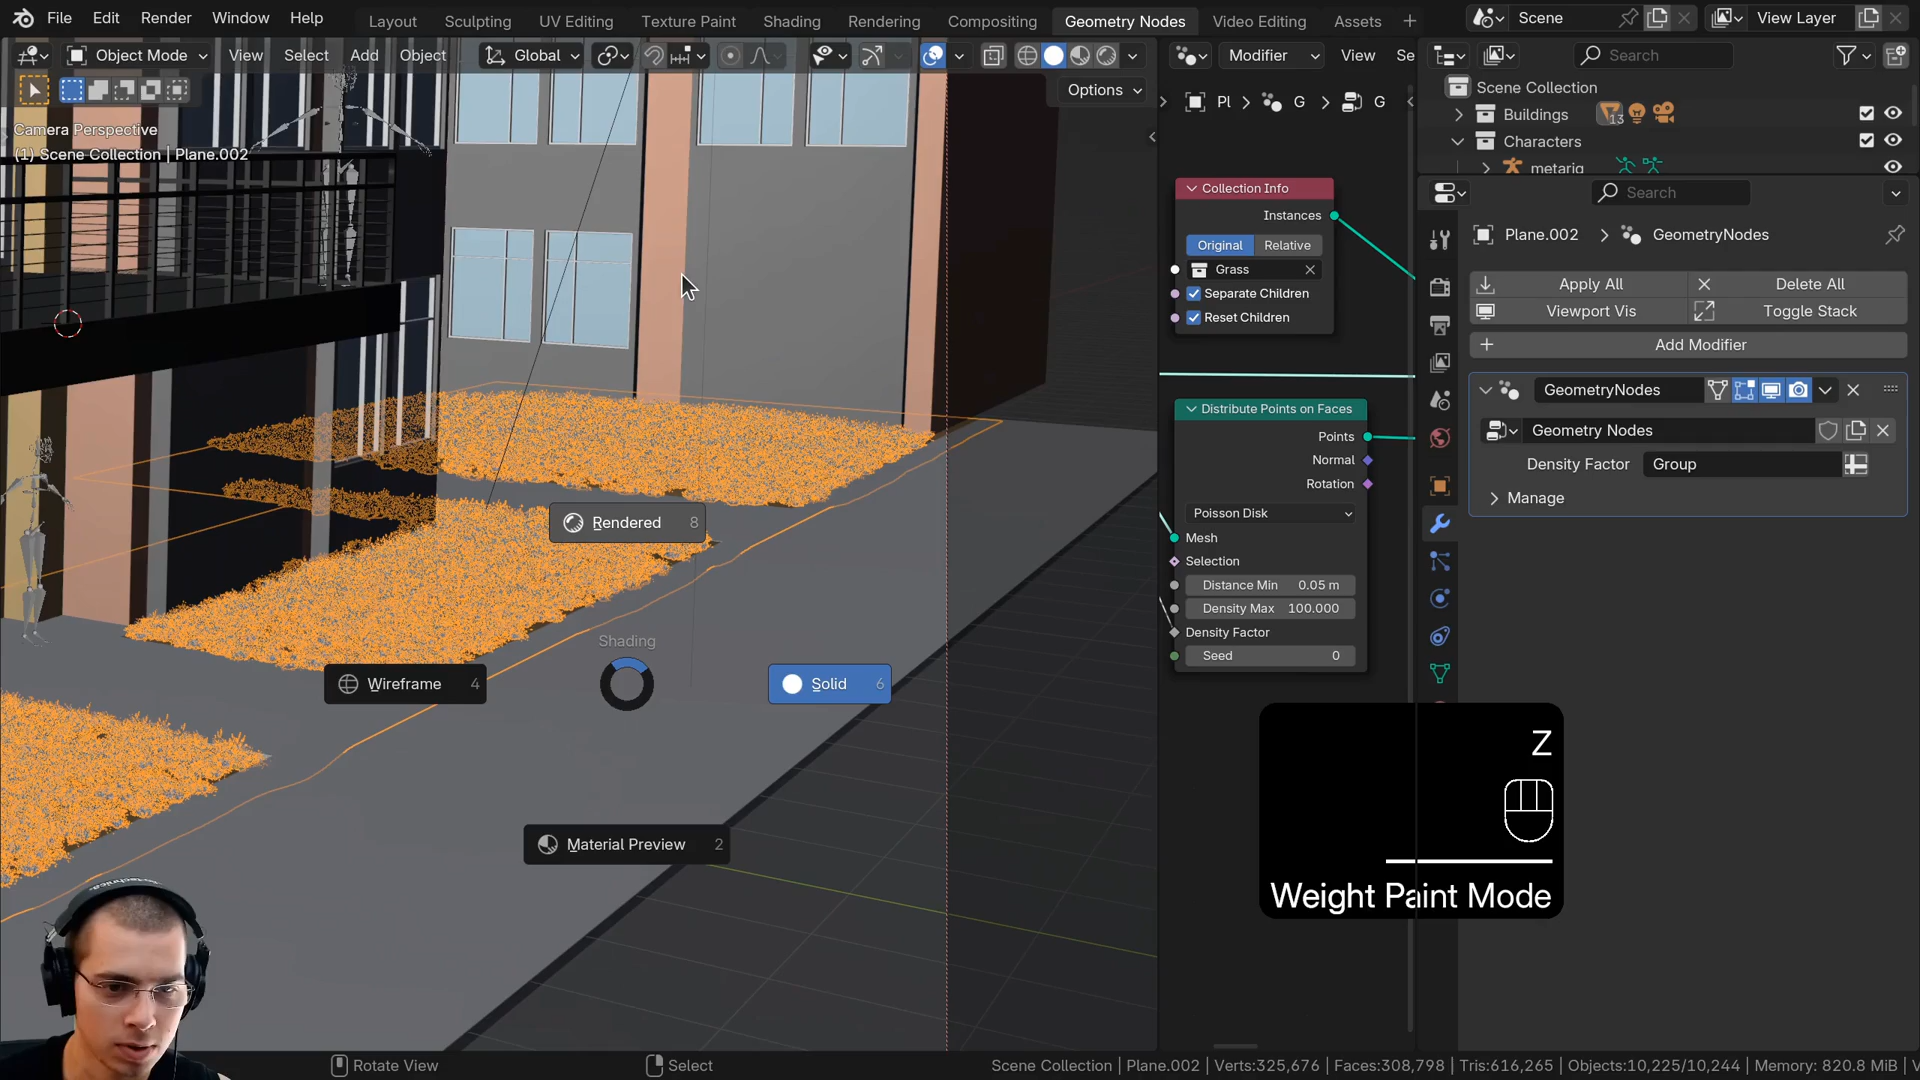 File Edit Render Window Help
Layout Sculpting UV Editing Texture Paint Shading Rendering Compositing Geometry Nodes Video Editing Assets
Scene View Layer
Object Mode View Select Add Object Global
Modifier View Se
Search
Options
Pl G G
Camera Perspective
(1) Scene Collection | Plane.002
Scene Collection
Buildings 13
Characters
metarig
Search
Plane.002 GeometryNodes
Apply All Delete All
Viewport Vis Toggle Stack
Add Modifier
GeometryNodes
Geometry Nodes
Density Factor Group
Manage
Collection Info
Instances
Original Relative
Grass
Separate Children
Reset Children
Distribute Points on Faces
Points
Normal
Rotation
Poisson Disk
Mesh
Selection
Distance Min 0.05 m
Density Max 100.000
Density Factor
Seed 0
Rendered 8
Shading
Wireframe 4
Solid 6
Material Preview 2
Z
Weight Paint Mode
Rotate View Select
Scene Collection | Plane.002 | Verts:325,676 | Faces:308,798 | Tris:616,265 | Objects:10,225/10,244 | Memory: 820.8 MiB |